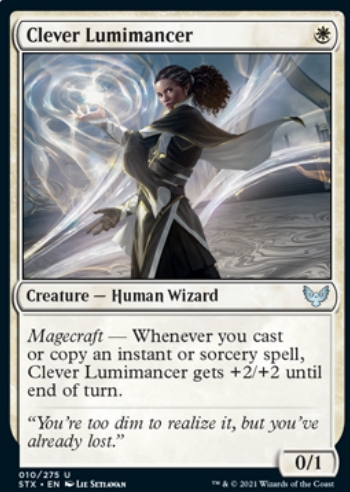 Clever Lumimancer
Creature — Human Wizard
Magecraft — Whenever you cast
or copy an instant or sorcery spell,
Clever Lumimancer gets +2/+2 until
end of turn.
“You’re too dim to realize it, but you’ve
already lost.”
0/1
010/275 U
STX • EN Lie Setiawan
™ & © 2021 Wizards of the Coast